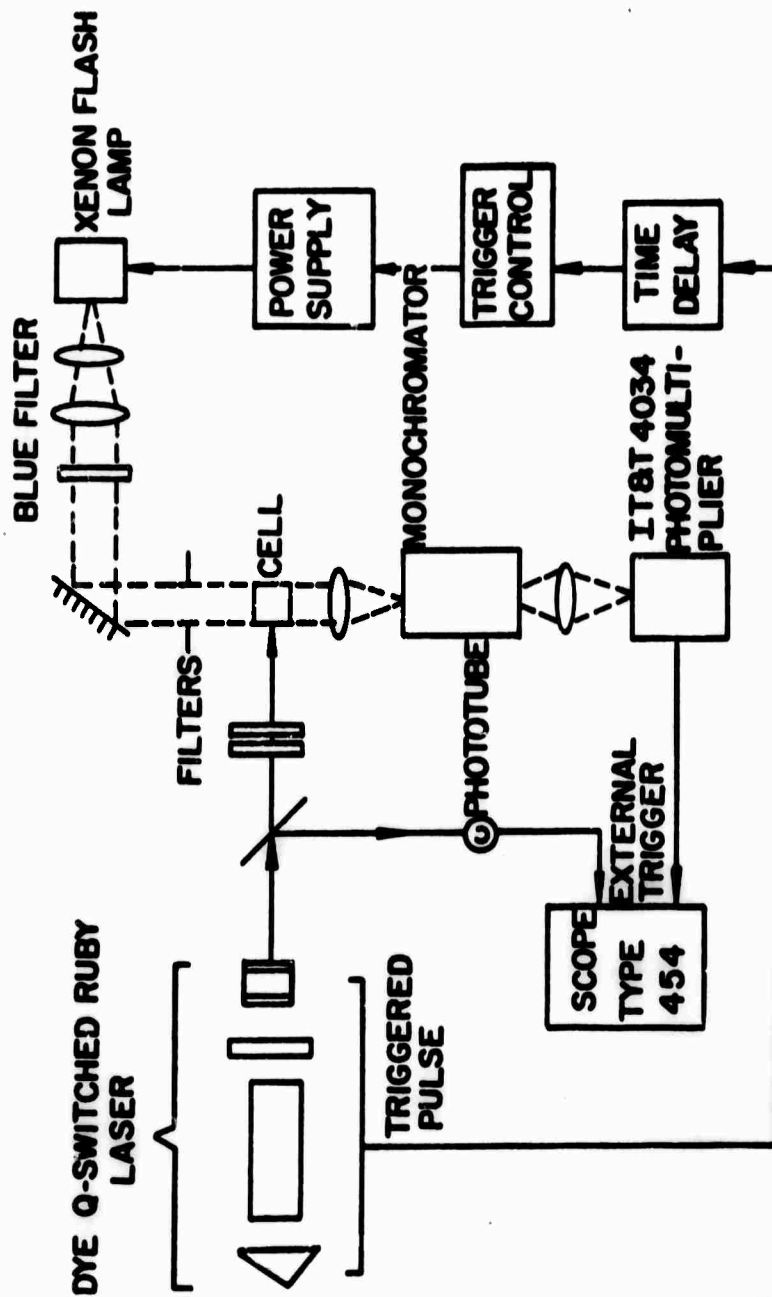 DYE Q-SWITCHED RUBY
LASER
TRIGGERED
PULSE
SCOPE
TYPE
454
EXTERNAL
TRIGGER
PHOTOTUBE
FILTERS
CELL
MONOCHROMATOR
IT&T 4034
PHOTOMULTI-
PLIER
BLUE FILTER
XENON FLASH
LAMP
POWER
SUPPLY
TRIGGER
CONTROL
TIME
DELAY